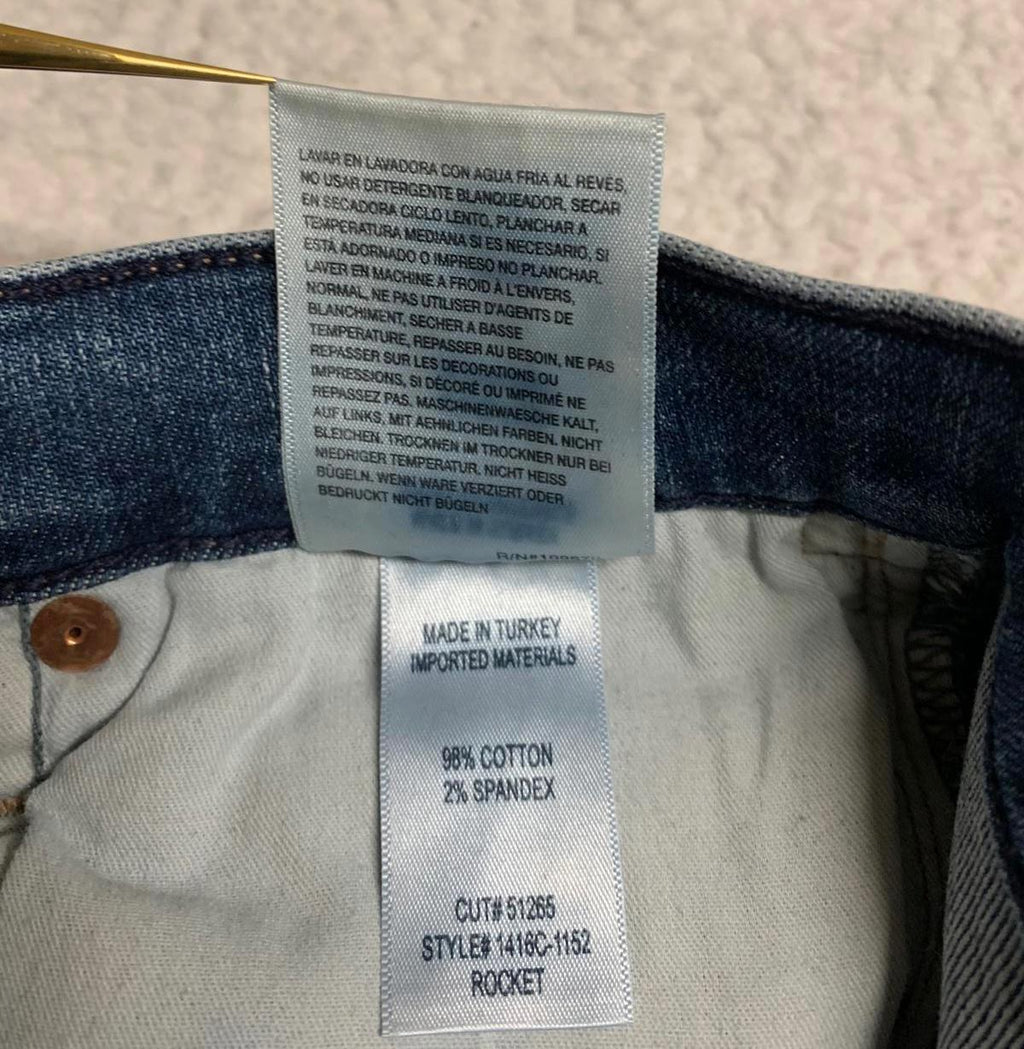 LAVAR EN LAVADORA CON AGUA FRIA AL REVES,
NO USAR DETERGENTE BLANQUEADOR, SECAR
EN SECADORA CICLO LENTO, PLANCHAR A
TEMPERATURA MEDIANA SI ES NECESARIO, SI
ESTÁ ADORNADO O IMPRESO NO PLANCHAR.
LAVER EN MACHINE A FROID À L'ENVERS,
NORMAL, NE PAS UTILISER D'AGENTS DE
BLANCHIMENT, SECHER A BASSE
TEMPERATURE, REPASSER AU BESOIN, NE PAS
REPASSER SUR LES DECORATIONS OU
IMPRESSIONS, SI DÉCORÉ OU IMPRIMÉ NE
REPASSEZ PAS. MASCHINENWAESCHE KALT,
AUF LINKS, MIT AEHNLICHEN FARBEN. NICHT
BLEICHEN. TROCKNEN IM TROCKNER NUR BEI
NIEDRIGER TEMPERATUR, NICHT HEISS
BÜGELN. WENN WARE VERZIERT ODER
BEDRUCKT NICHT BÜGELN
MADE IN TURKEY
IMPORTED MATERIALS
98% COTTON
2% SPANDEX
CUT# 51265
STYLE# 1416C-1152
ROCKET